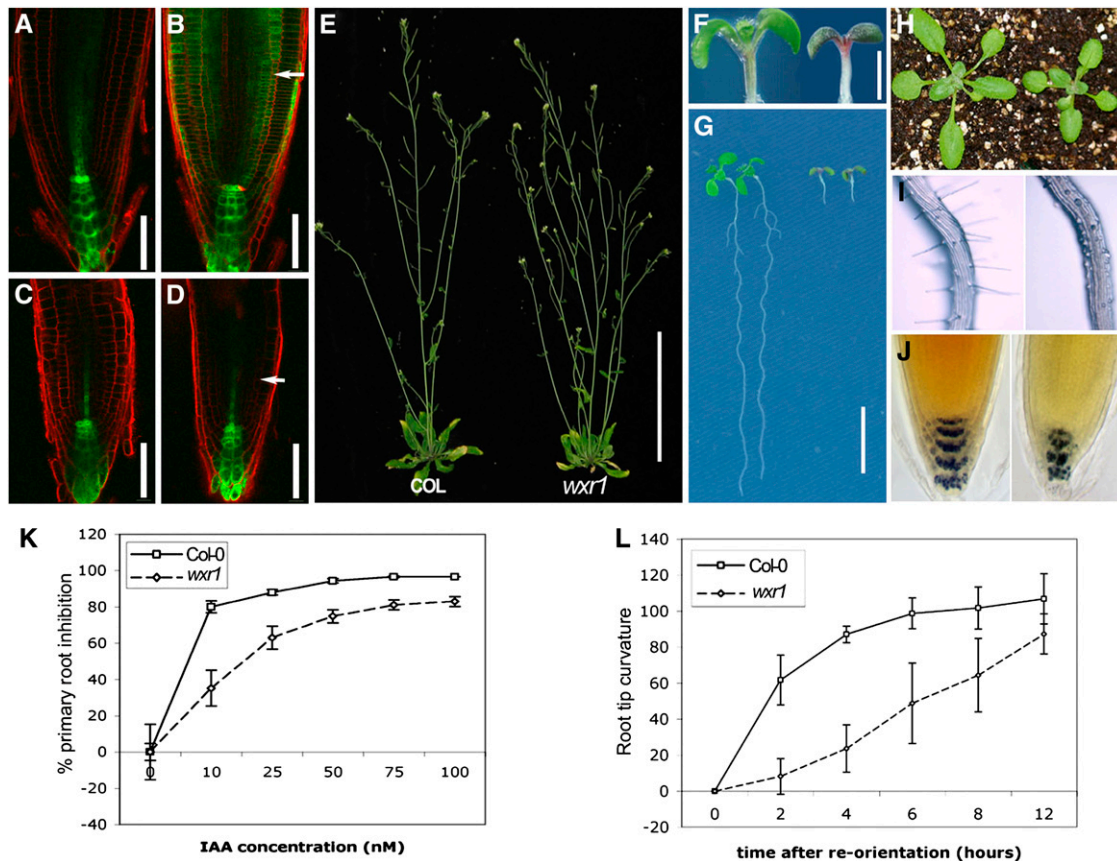 A
B
E
F
H
C
D
G
I
J
COL
wxr1
K
120
100
80
60
40
20
0
-20
-40
Col-0
wxr1
% primary root inhibition
0 10 25 50 75 100
IAA concentration (nM)
L
140
120
100
80
60
40
20
0
-20
Col-0
wxr1
Root tip curvature
0 2 4 6 8 12
time after re-orientation (hours)